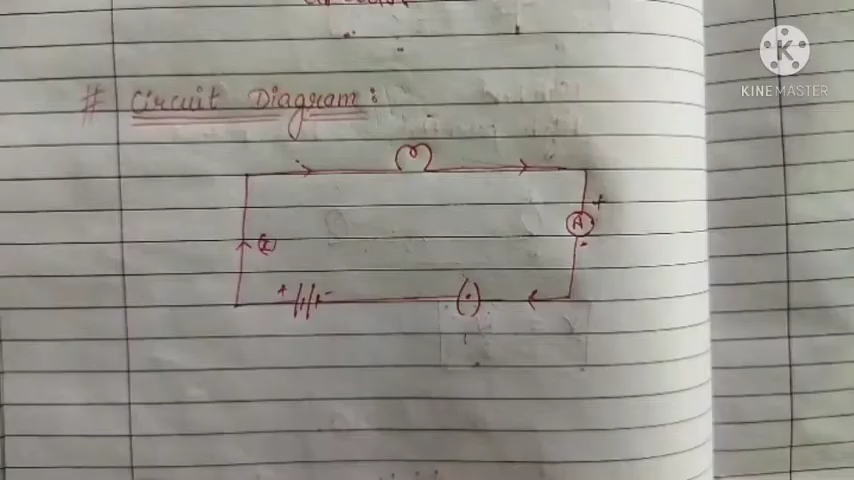 K
KINEMASTER
# Circuit Diagram:
+
A
-
(I)
+ -
(.)